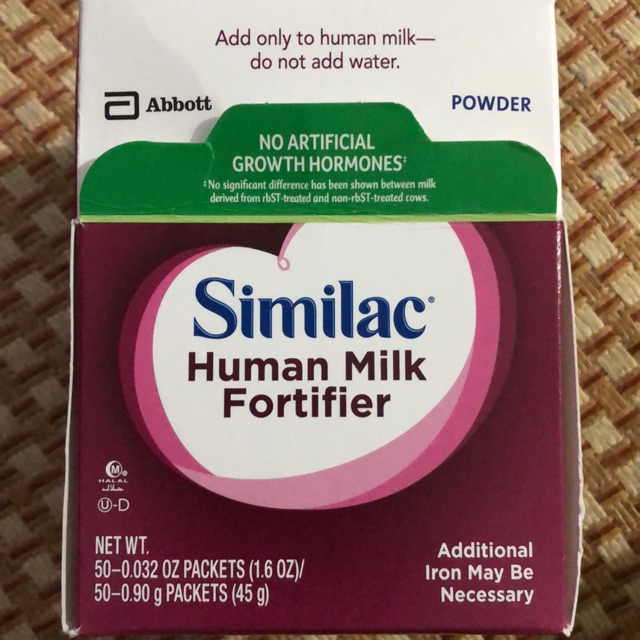 Add only to human milk—
do not add water.
Abbott
POWDER
NO ARTIFICIAL
GROWTH HORMONES‡
‡No significant difference has been shown between milk
derived from rbST-treated and non-rbST-treated cows.
Similac®
Human Milk
Fortifier
M®
HALAL
حلال
U-D
NET WT.
50–0.032 OZ PACKETS (1.6 OZ)/
50–0.90 g PACKETS (45 g)
Additional
Iron May Be
Necessary